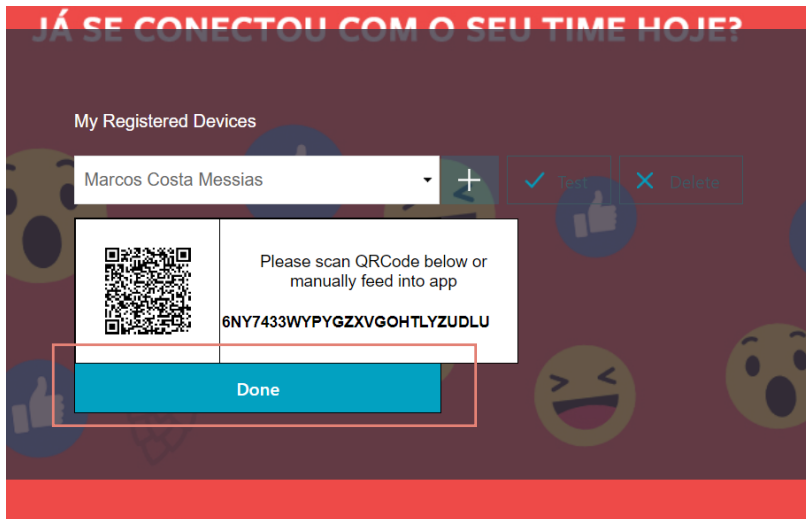 JÁ SE CONECTOU COM O SEU TIME HOJE?
My Registered Devices
Marcos Costa Messias
Test
Delete
Please scan QRCode below or
manually feed into app
6NY7433WYPYGZXVGOHTLYZUDLU
Done